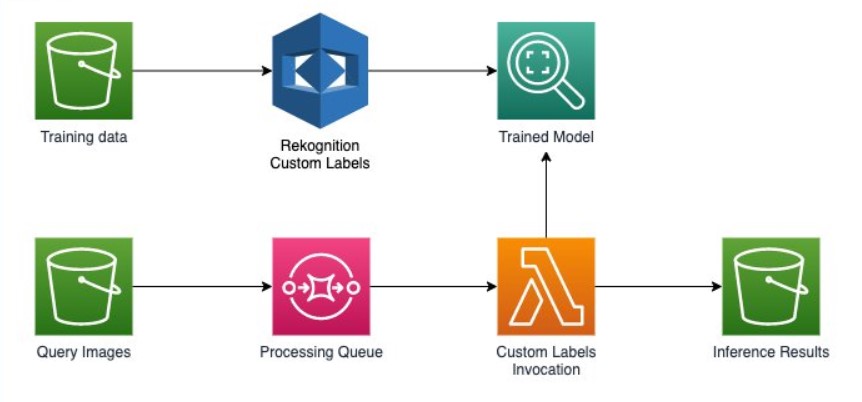 Training data
Rekognition
Custom Labels
Trained Model
Query Images
Processing Queue
Custom Labels
Invocation
Inference Results